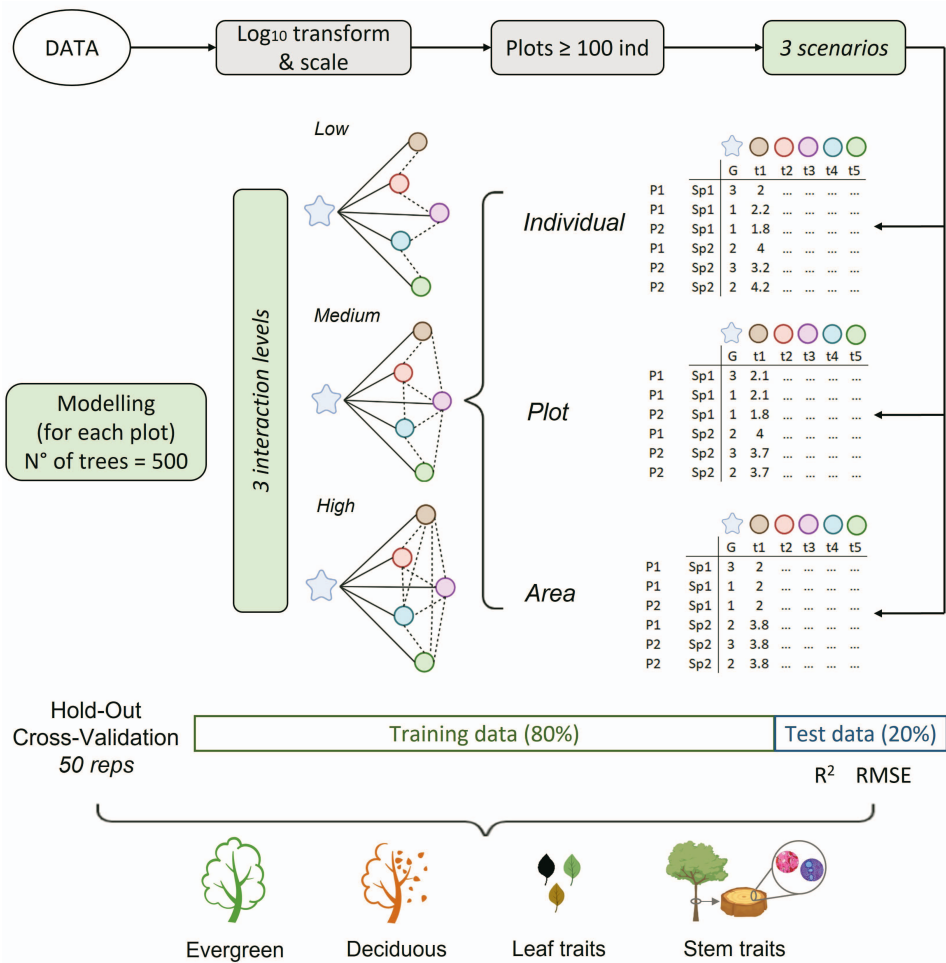 DATA
Log₁₀ transform
& scale
Plots ≥ 100 ind
3 scenarios
Low
Medium
High
3 interaction levels
Modelling
(for each plot)
N° of trees = 500
Individual
G t1 t2 t3 t4 t5
P1 Sp1 3 2 ... ... ... ...
P1 Sp1 1 2.2 ... ... ... ...
P2 Sp1 1 1.8 ... ... ... ...
P1 Sp2 2 4 ... ... ... ...
P2 Sp2 3 3.2 ... ... ... ...
P2 Sp2 2 4.2 ... ... ... ...
Plot
G t1 t2 t3 t4 t5
P1 Sp1 3 2.1 ... ... ... ...
P1 Sp1 1 2.1 ... ... ... ...
P2 Sp1 1 1.8 ... ... ... ...
P1 Sp2 2 4 ... ... ... ...
P2 Sp2 3 3.7 ... ... ... ...
P2 Sp2 2 3.7 ... ... ... ...
Area
G t1 t2 t3 t4 t5
P1 Sp1 3 2 ... ... ... ...
P1 Sp1 1 2 ... ... ... ...
P2 Sp1 1 2 ... ... ... ...
P1 Sp2 2 3.8 ... ... ... ...
P2 Sp2 3 3.8 ... ... ... ...
P2 Sp2 2 3.8 ... ... ... ...
Hold-Out
Cross-Validation
50 reps
Training data (80%)
Test data (20%)
R² RMSE
Evergreen
Deciduous
Leaf traits
Stem traits